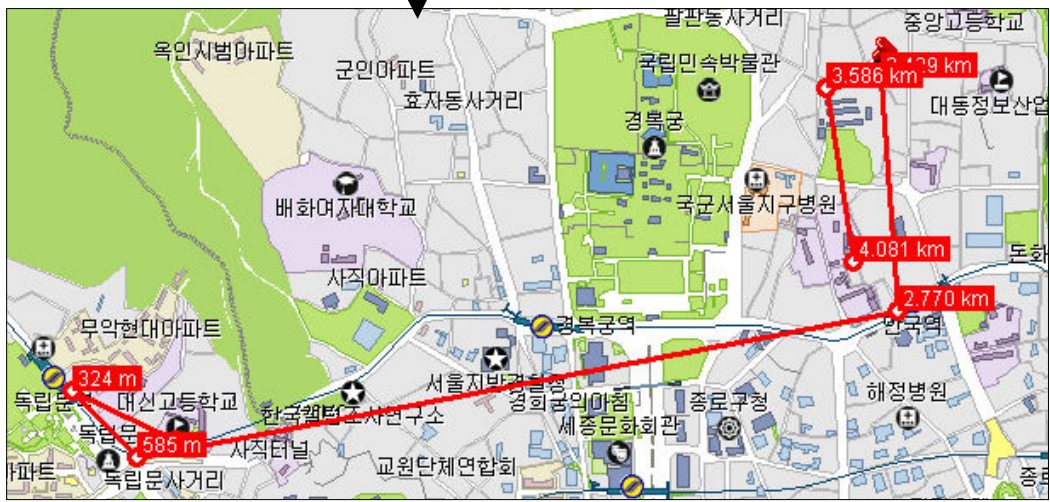 팔판동사거리
중앙고등학교
옥인시범아파트
군인아파트
국립민속박물관
3.586 km
효자동사거리
대동정보산업
경복궁
배화여자대학교
국군서울지구병원
4.081 km
돈화
사직아파트
2.770 km
무악현대아파트
경복궁역
안국역
324 m
서울지방경찰청
대신고등학교
경희궁의아침
종로구청
해정병원
세종문화회관
585 m
사직터널
독립문사거리
교원단체연합회
아파트
종로